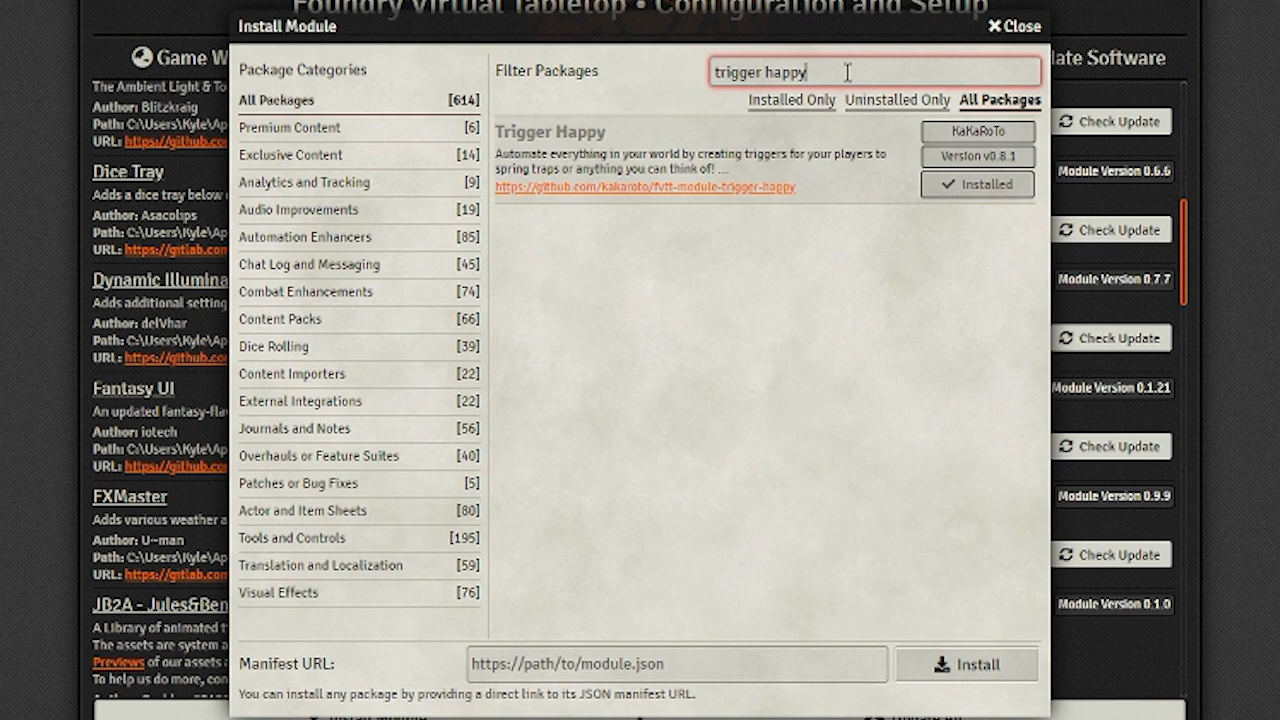 Foundry Virtual Tabletop • Configuration and Setup
Install Module
Close
Game W
date Software
The Ambient Light & To
Author: Blitzkraig
Path: C:\Users\Kyle\Ap
URL: https://github.com
Check Update
Dice Tray
Module Version 0.6.6
Adds a dice tray below
Author: Asacolips
Path: C:\Users\Kyle\Ap
URL: https://gitlab.com
Check Update
Dynamic Illumina
Module Version 0.7.7
Adds additional setting
Author: delVhar
Path: C:\Users\Kyle\Ap
URL: https://github.co
Check Update
Fantasy UI
Module Version 0.1.21
An updated fantasy-fla
Author: iotech
Path: C:\Users\Kyle\Ap
URL: https://github.co
Check Update
FXMaster
Module Version 0.9.9
Adds various weather a
Author: U~man
Path: C:\Users\Kyle\Ap
URL: https://gitlab.com
Check Update
JB2A - Jules&Ben
Module Version 0.1.0
A Library of animated
The assets are system a
Previews of our assets
To help us do more, con
Package Categories
All Packages [614]
Premium Content [6]
Exclusive Content [14]
Analytics and Tracking [9]
Audio Improvements [19]
Automation Enhancers [85]
Chat Log and Messaging [45]
Combat Enhancements [74]
Content Packs [66]
Dice Rolling [39]
Content Importers [22]
External Integrations [22]
Journals and Notes [56]
Overhauls or Feature Suites [40]
Patches or Bug Fixes [5]
Actor and Item Sheets [80]
Tools and Controls [195]
Translation and Localization [59]
Visual Effects [76]
Filter Packages
trigger happy
Installed Only Uninstalled Only All Packages
Trigger Happy
KaKaRoTo
Automate everything in your world by creating triggers for your players to
spring traps or anything you can think of! ...
Version v0.8.1
https://github.com/kakaroto/fvtt-module-trigger-happy
Installed
Manifest URL:
https://path/to/module.json
Install
You can install any package by providing a direct link to its JSON manifest URL.
Install Module
Update All